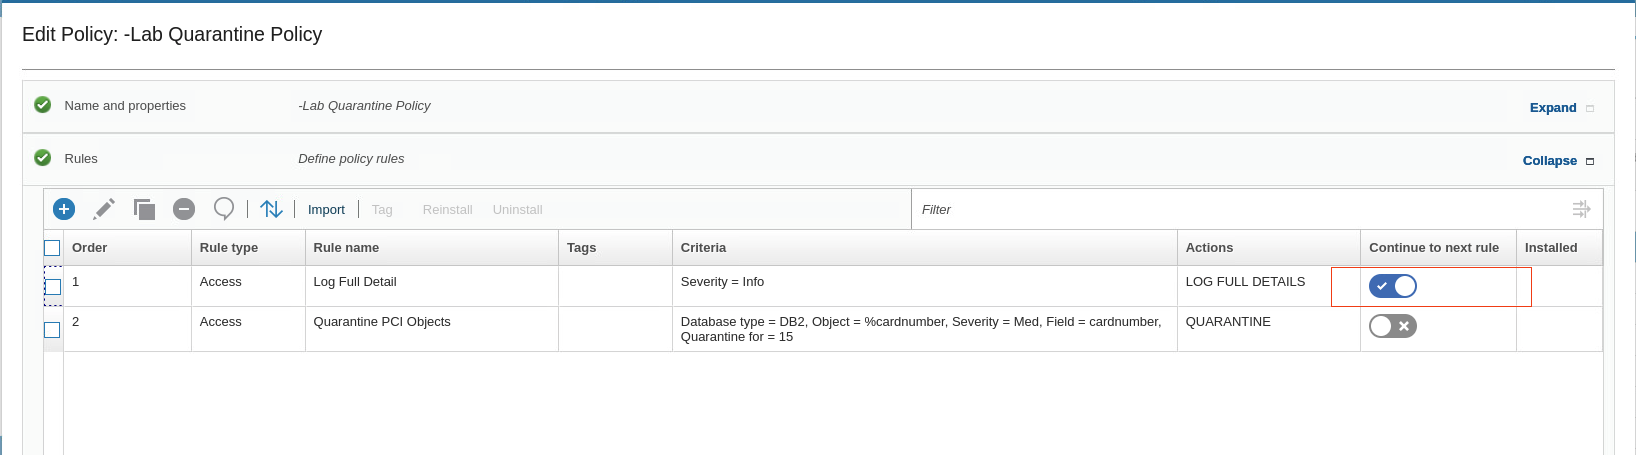 Edit Policy: -Lab Quarantine Policy
Name and properties -Lab Quarantine Policy Expand
Rules Define policy rules Collapse
Import Tag Reinstall Uninstall Filter
Order Rule type Rule name Tags Criteria Actions Continue to next rule Installed
1 Access Log Full Detail Severity = Info LOG FULL DETAILS
2 Access Quarantine PCI Objects Database type = DB2, Object = %cardnumber, Severity = Med, Field = cardnumber, QUARANTINE
Quarantine for = 15